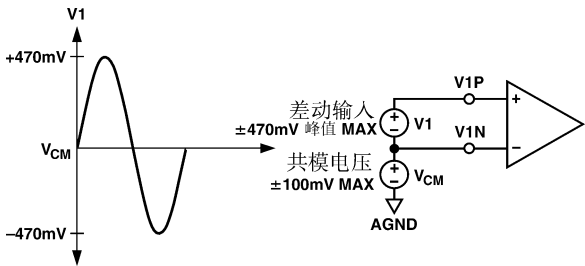 V1
+470mV
VCM
−470mV
差动输入
±470mV 峰值 MAX
共模电压
±100mV MAX
V1P
+
V1
+
−
V1N
−
+
−
VCM
AGND